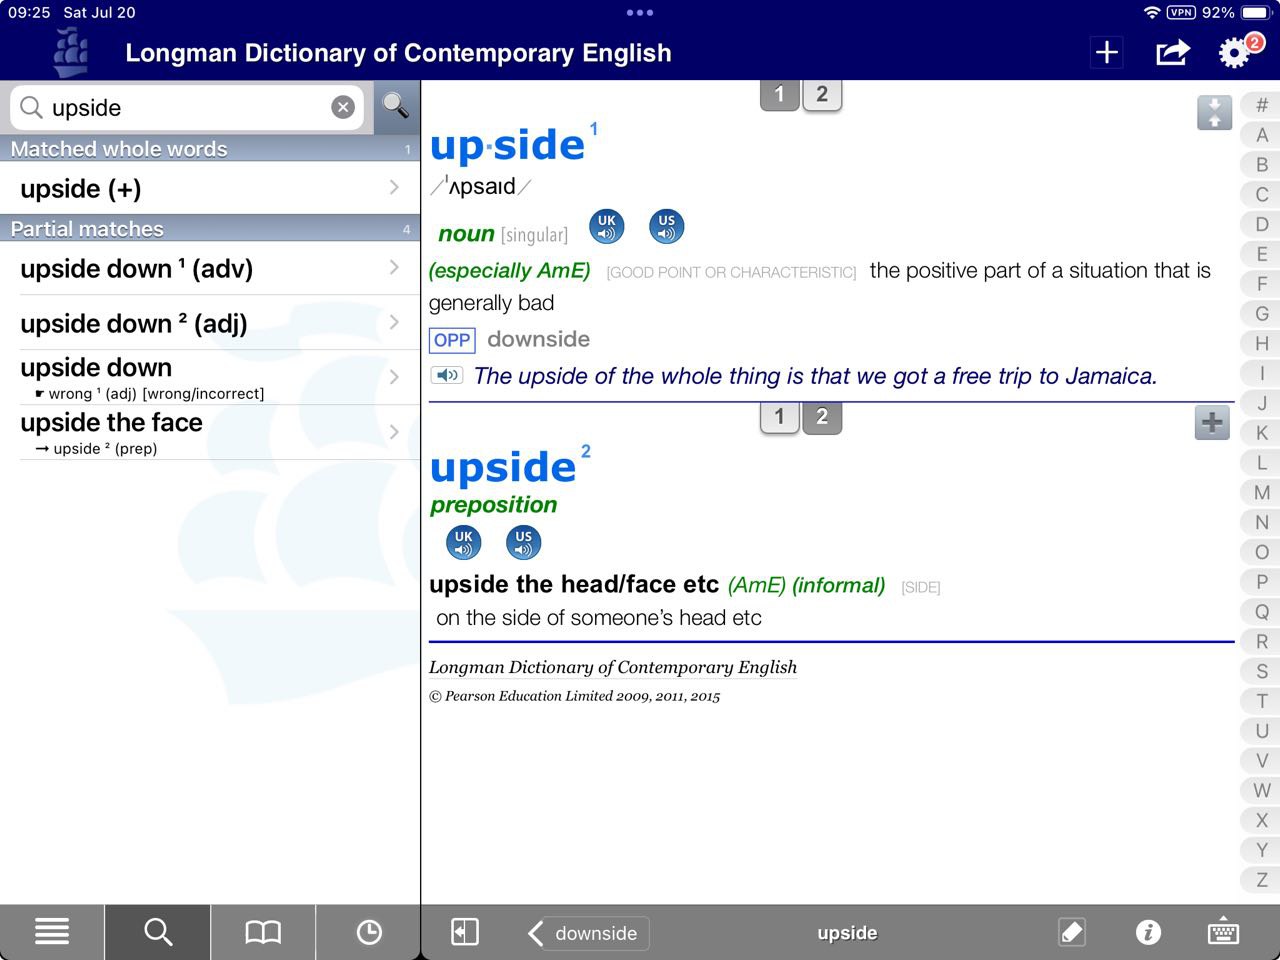 09:25 Sat Jul 20
VPN 92%
Longman Dictionary of Contemporary English
2
upside
Matched whole words 1
upside (+)
Partial matches 4
upside down ¹ (adv)
upside down ² (adj)
upside down
☛ wrong ¹ (adj) [wrong/incorrect]
upside the face
→ upside ² (prep)
1 2
up·side 1
/ˈʌpsaɪd/
noun [singular] UK US
(especially AmE) [GOOD POINT OR CHARACTERISTIC] the positive part of a situation that is
generally bad
OPP downside
The upside of the whole thing is that we got a free trip to Jamaica.
1 2
upside 2
preposition
UK US
upside the head/face etc (AmE) (informal) [SIDE]
on the side of someone's head etc
Longman Dictionary of Contemporary English
© Pearson Education Limited 2009, 2011, 2015
#
A
B
C
D
E
F
G
H
I
J
K
L
M
N
O
P
Q
R
S
T
U
V
W
X
Y
Z
downside
upside